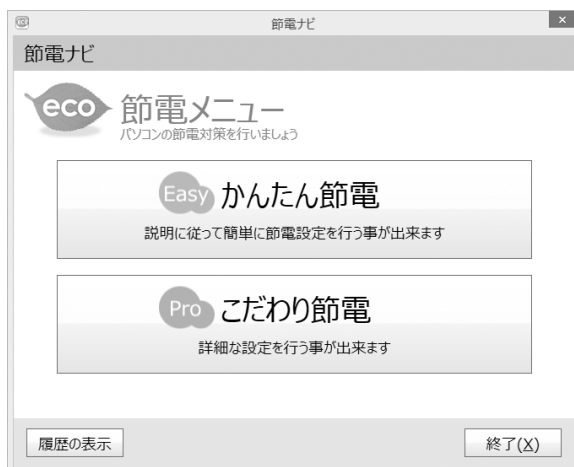 節電ナビ
節電ナビ
eco 節電メニュー
パソコンの節電対策を行いましょう
Easy かんたん節電
説明に従って簡単に節電設定を行う事が出来ます
Pro こだわり節電
詳細な設定を行う事が出来ます
履歴の表示 終了(X)